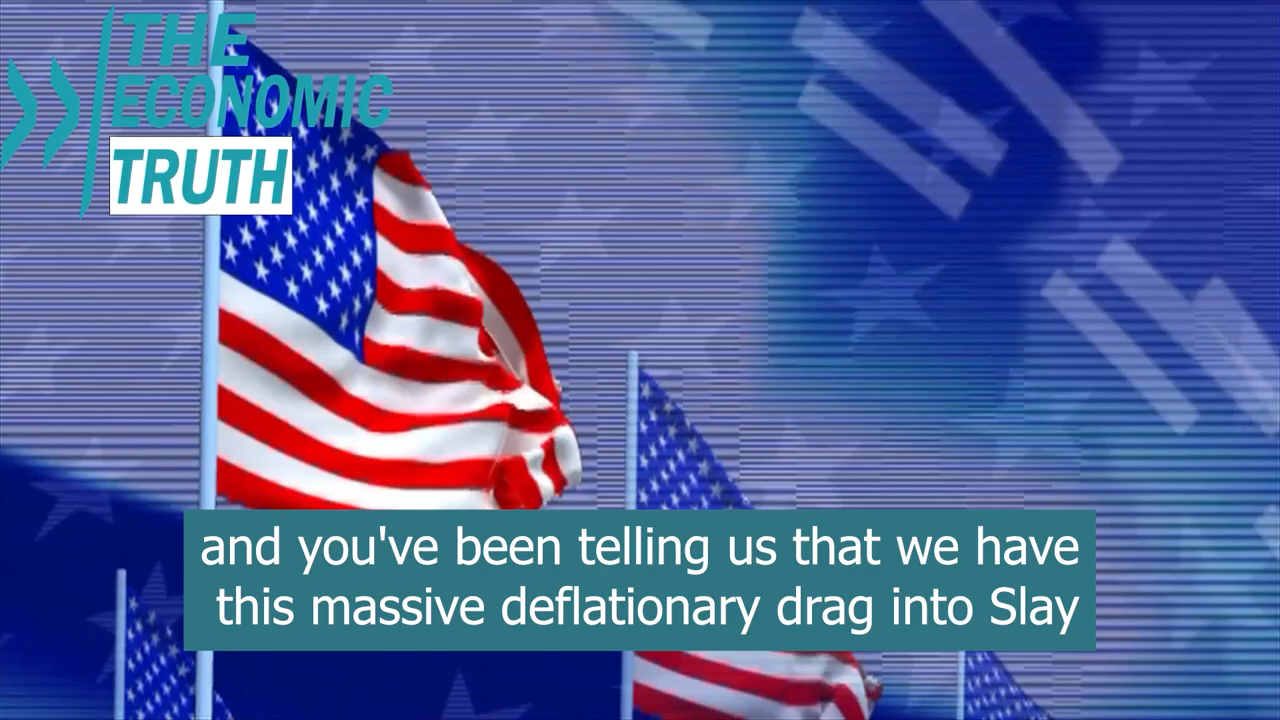 THE
ECONOMIC
TRUTH
and you've been telling us that we have
this massive deflationary drag into Slay